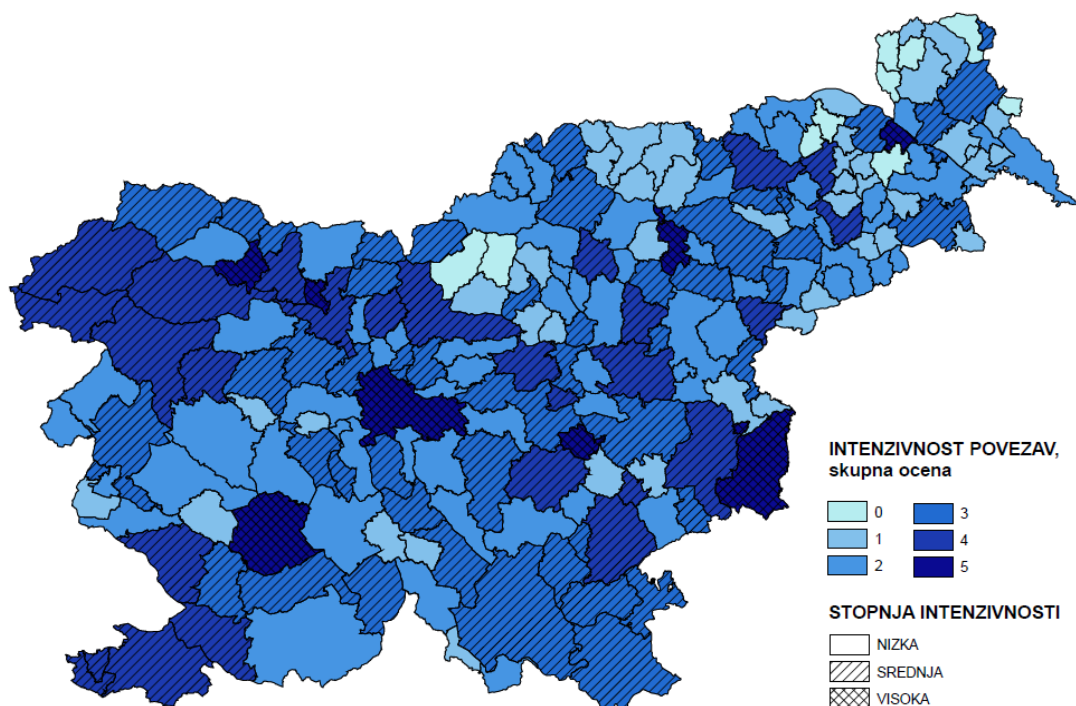 INTENZIVNOST POVEZAV,
skupna ocena
0 3
1 4
2 5
STOPNJA INTENZIVNOSTI
NIZKA
SREDNJA
VISOKA